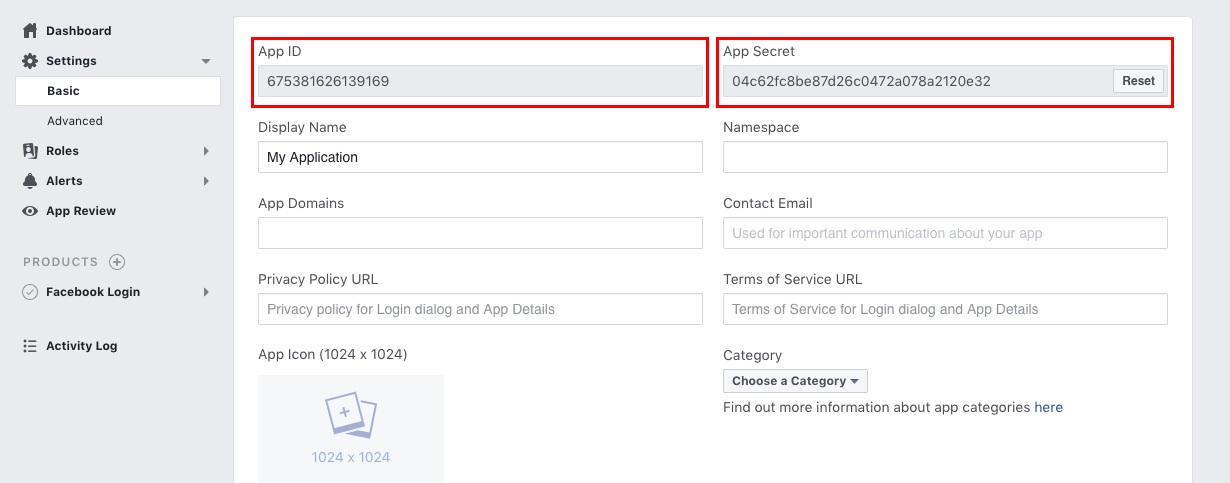 Dashboard
Settings
Basic
Advanced
Roles
Alerts
App Review
PRODUCTS
Facebook Login
Activity Log
App ID
675381626139169
App Secret
04c62fc8be87d26c0472a078a2120e32
Reset
Display Name
My Application
Namespace
App Domains
Contact Email
Used for important communication about your app
Privacy Policy URL
Privacy policy for Login dialog and App Details
Terms of Service URL
Terms of Service for Login dialog and App Details
App Icon (1024 x 1024)
1024 x 1024
Category
Choose a Category
Find out more information about app categories here